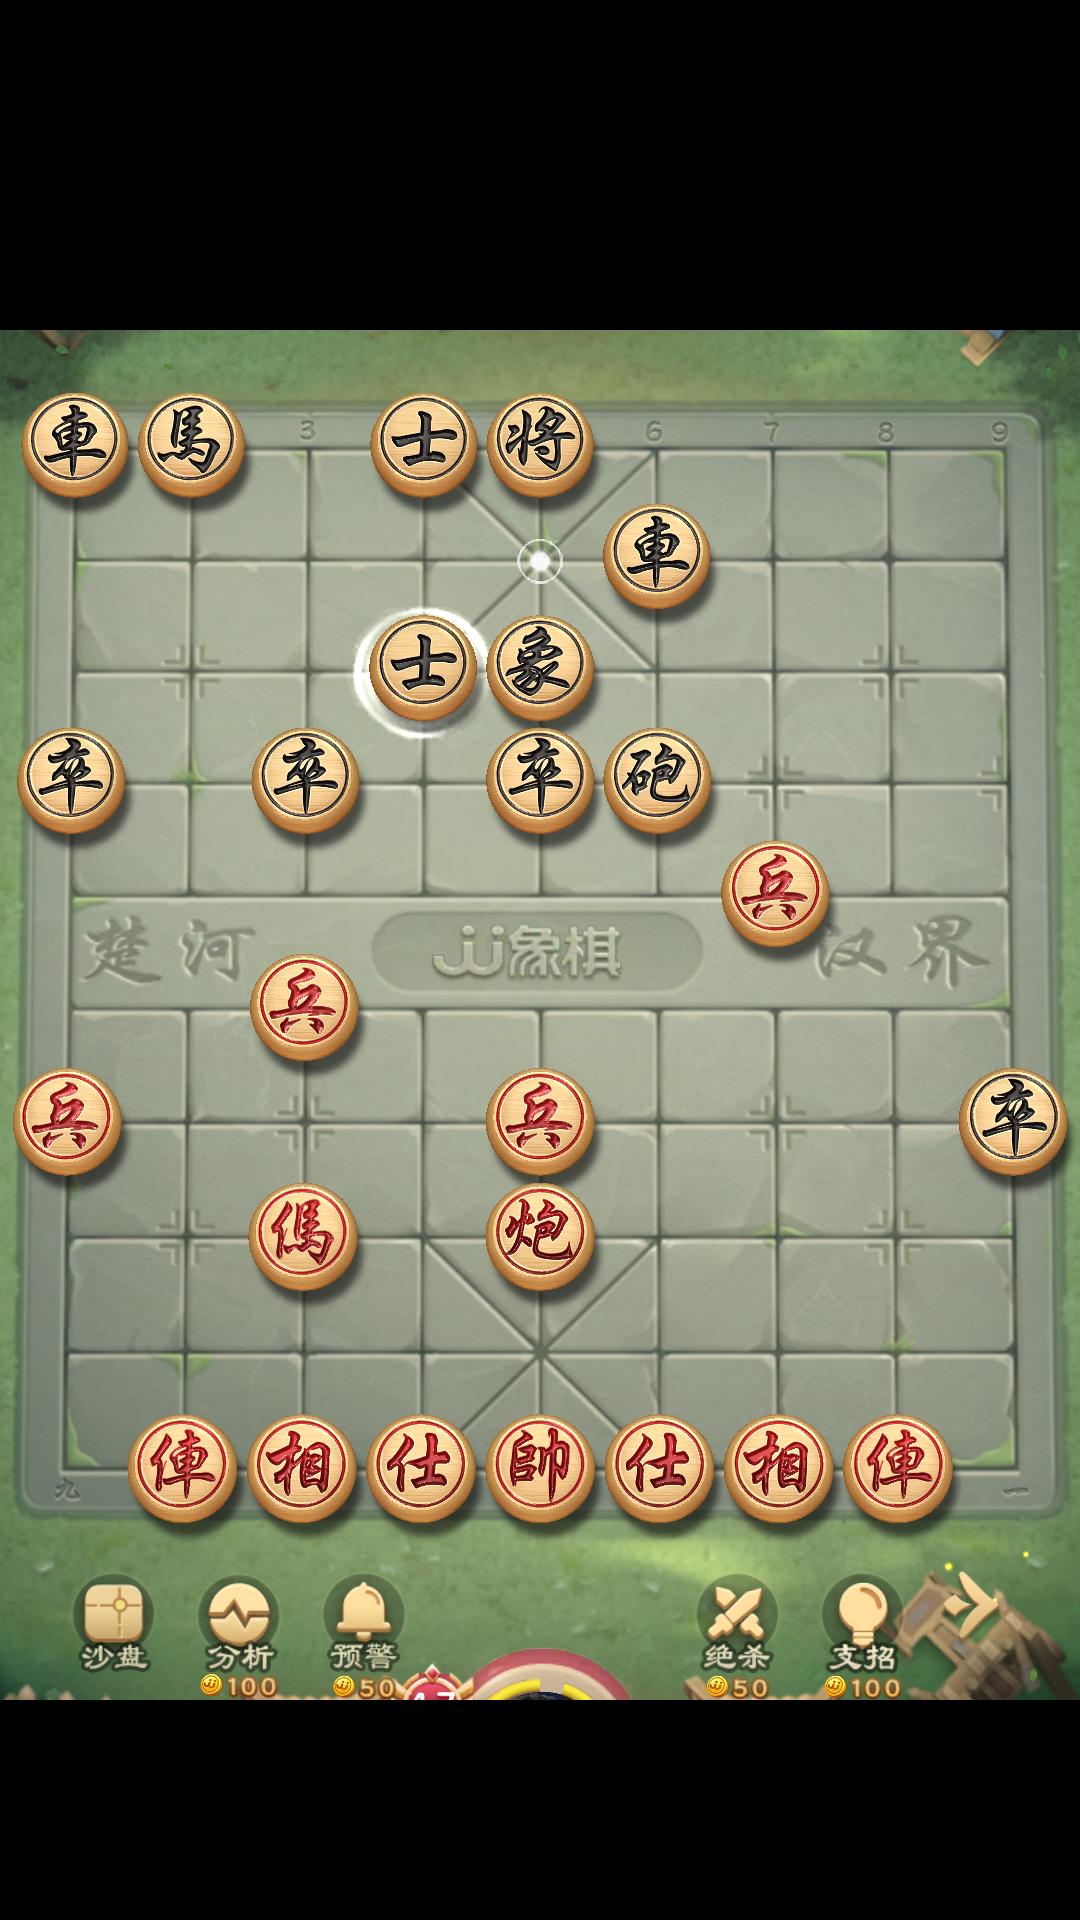 車 馬 3 士 将 6 7 8 9
車
士 象
卒 卒 卒 砲
兵
楚 河 JJ象棋 汉 界
兵
兵 兵 卒
傌 炮
俥 相 仕 帥 仕 相 俥
九 一
沙盘 分析 预警 绝杀 支招
100 50 50 100